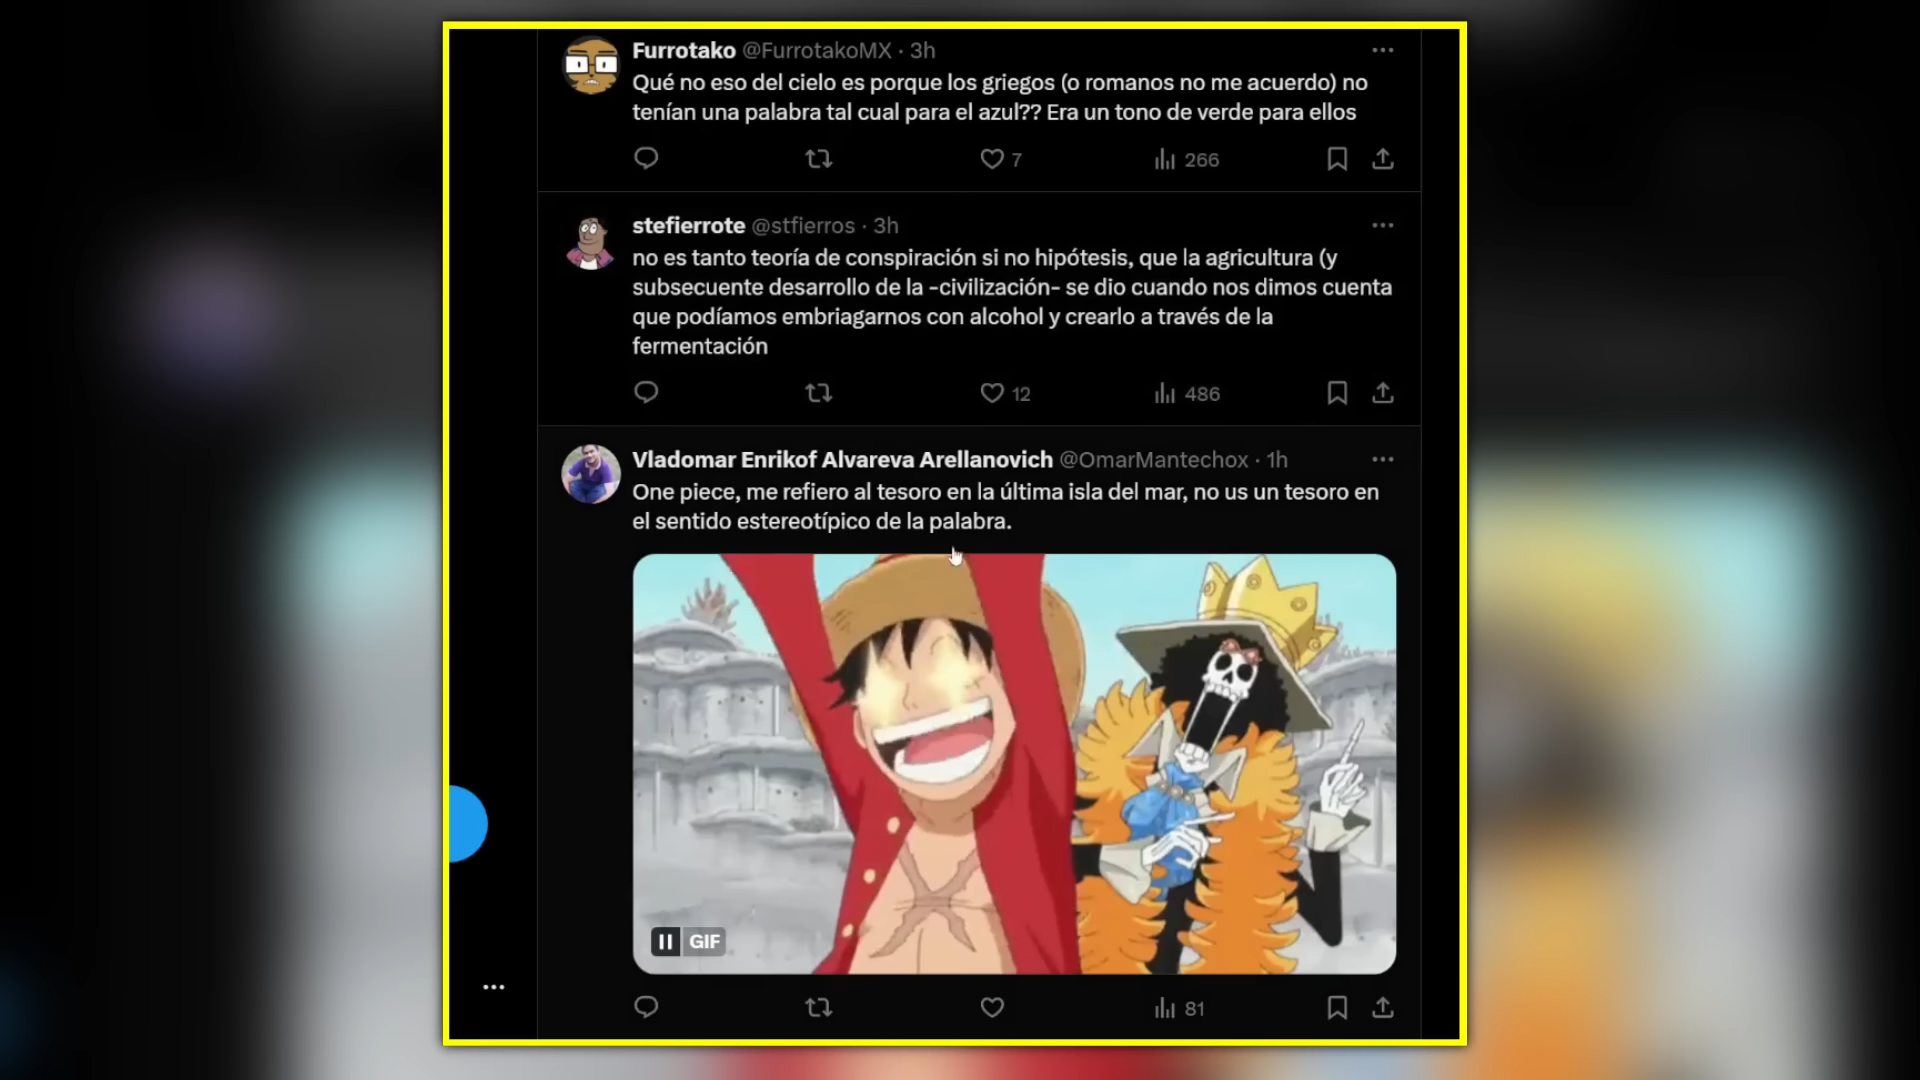 Furrotako @FurrotakoMX · 3h
Qué no eso del cielo es porque los griegos (o romanos no me acuerdo) no
tenían una palabra tal cual para el azul?? Era un tono de verde para ellos
7 266
stefierrote @stfierros · 3h
no es tanto teoría de conspiración si no hipótesis, que la agricultura (y
subsecuente desarrollo de la -civilización- se dio cuando nos dimos cuenta
que podíamos embriagarnos con alcohol y crearlo a través de la
fermentación
12 486
Vladomar Enrikof Alvareva Arellanovich @OmarMantechox · 1h
One piece, me refiero al tesoro en la última isla del mar, no us un tesoro en
el sentido estereotípico de la palabra.
GIF
81